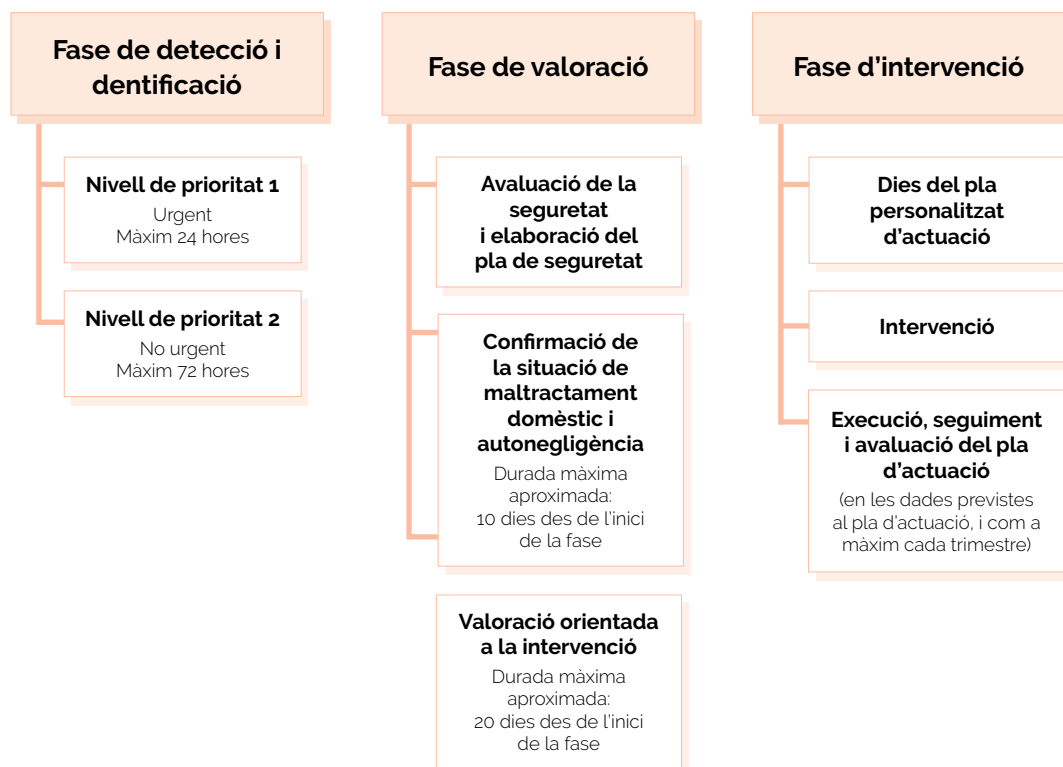 Fase de detecció i
dentificació
Nivell de prioritat 1
Urgent
Màxim 24 hores
Nivell de prioritat 2
No urgent
Màxim 72 hores
Fase de valoració
Avaluació de la
seguretat
i elaboració del
pla de seguretat
Confirmació de
la situació de
maltractament
domèstic i
autonegligència
Durada màxima
aproximada:
10 dies des de l’inici
de la fase
Valoració orientada
a la intervenció
Durada màxima
aproximada:
20 dies des de l’inici
de la fase
Fase d’intervenció
Dies del pla
personalitzat
d’actuació
Intervenció
Execució, seguiment
i avaluació del pla
d’actuació
(en les dades previstes
al pla d’actuació, i com a
màxim cada trimestre)